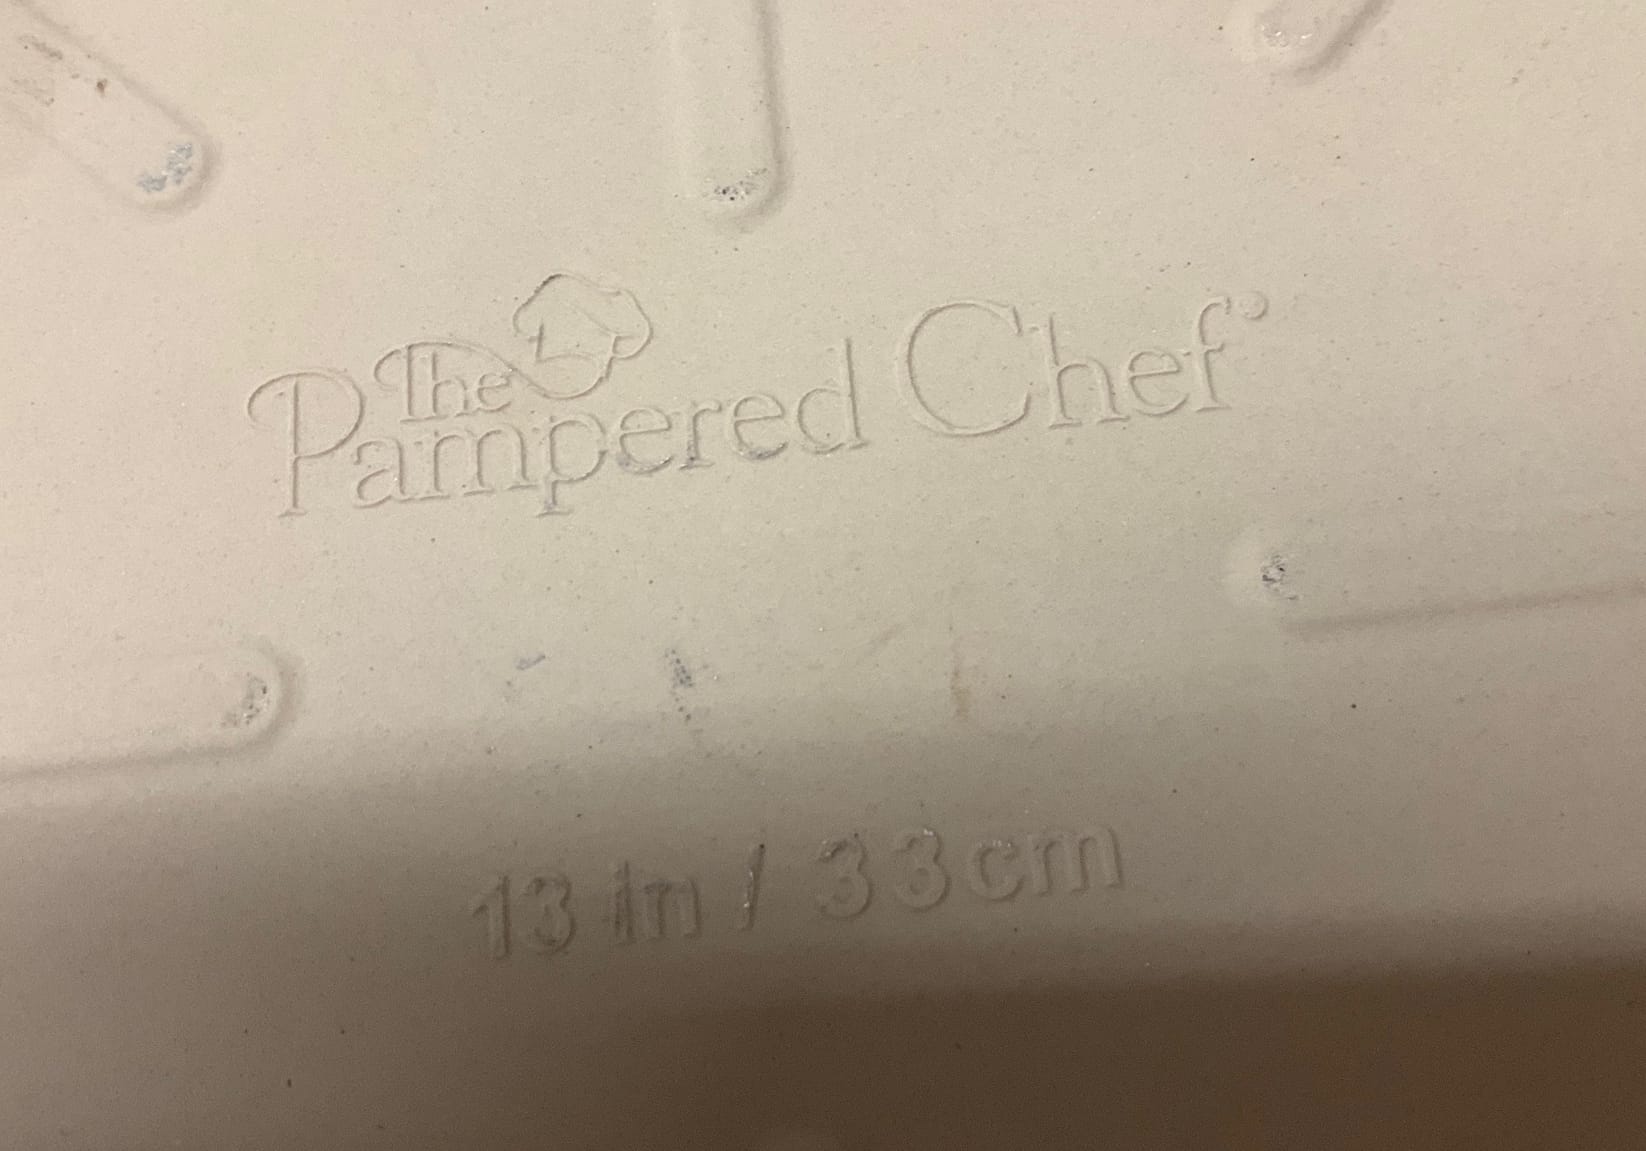 The
Pampered Chef®
13 in / 33cm